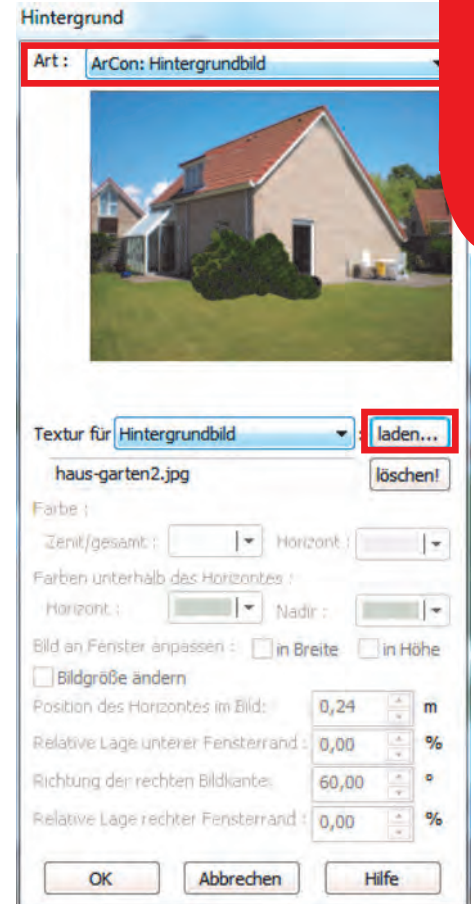 Hintergrund
Art : ArCon: Hintergrundbild
Textur für Hintergrundbild : laden...
haus-garten2.jpg löschen!
Farbe :
Zenit/gesamt : Horizont :
Farben unterhalb des Horizontes :
Horizont : Nadir :
Bild an Fenster anpassen : in Breite in Höhe
Bildgröße ändern
Position des Horizontes im Bild: 0,24 m
Relative Lage unterer Fensterrand : 0,00 %
Richtung der rechten Bildkante: 60,00 °
Relative Lage rechter Fensterrand : 0,00 %
OK Abbrechen Hilfe